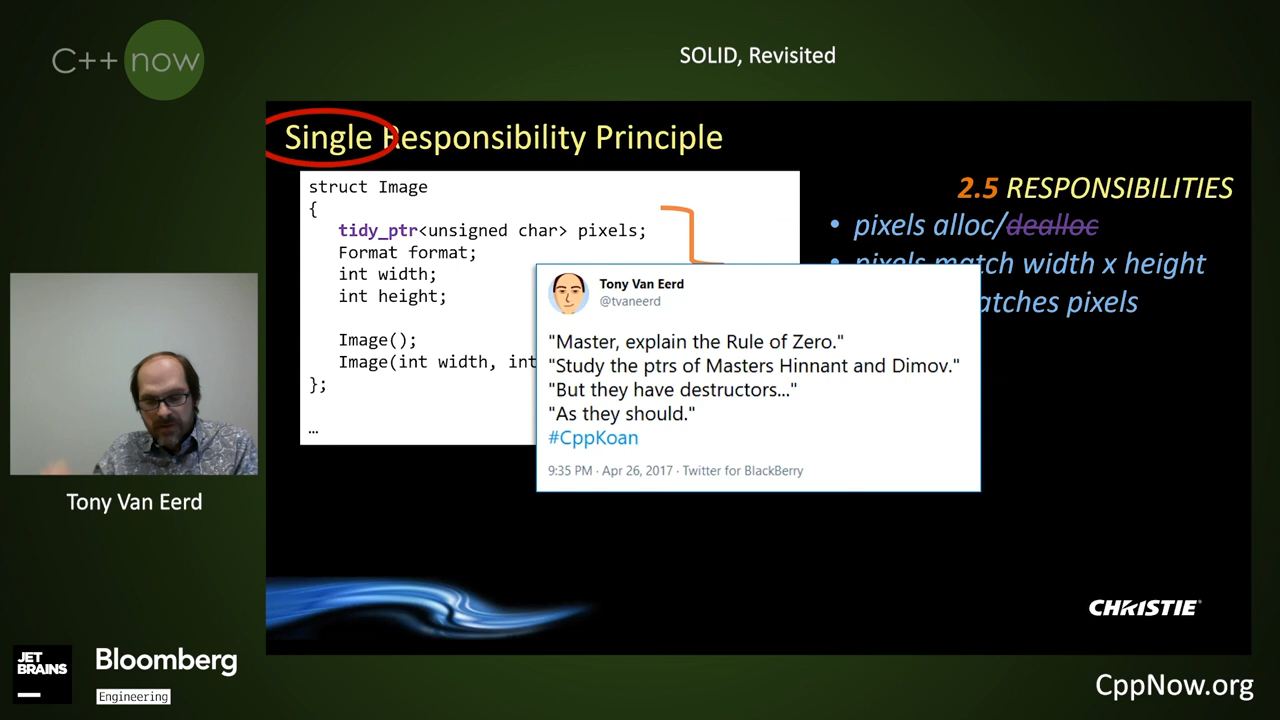 C++ now
SOLID, Revisited
Single Responsibility Principle
struct Image
{
tidy_ptr<unsigned char> pixels;
Format format;
int width;
int height;
Image();
Image(int width, int
};
…
2.5 RESPONSIBILITIES
• pixels alloc/dealloc
• pixels match width x height
atches pixels
Tony Van Eerd
@tvaneerd
"Master, explain the Rule of Zero."
"Study the ptrs of Masters Hinnant and Dimov."
"But they have destructors..."
"As they should."
#CppKoan
9:35 PM · Apr 26, 2017 · Twitter for BlackBerry
Tony Van Eerd
CHRISTIE®
JET
BRAINS
Bloomberg
Engineering
CppNow.org